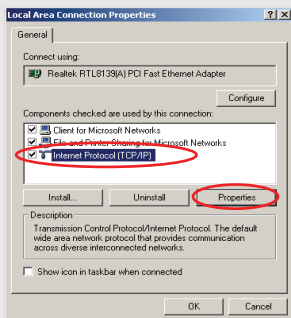 Local Area Connection Properties
General
Connect using:
Realtek RTL8139(A) PCI Fast Ethernet Adapter
Configure
Components checked are used by this connection:
Client for Microsoft Networks
File and Printer Sharing for Microsoft Networks
Internet Protocol (TCP/IP)
Install...
Uninstall
Properties
Description
Transmission Control Protocol/Internet Protocol. The default
wide area network protocol that provides communication
across diverse interconnected networks.
Show icon in taskbar when connected
OK
Cancel